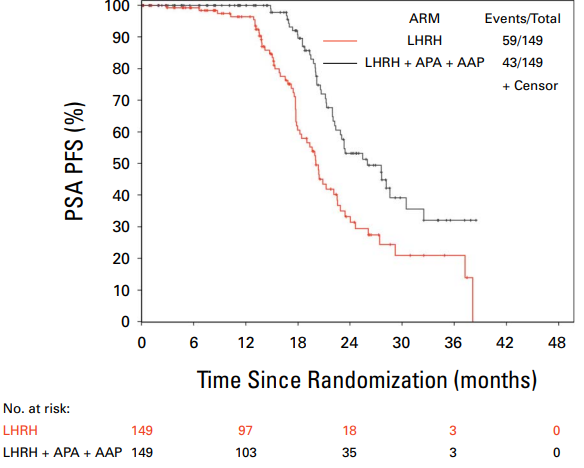 PSA PFS (%)
100
90
80
70
60
50
40
30
20
10
0
ARM Events/Total
LHRH 59/149
LHRH + APA + AAP 43/149
+ Censor
0 6 12 18 24 30 36 42 48
Time Since Randomization (months)
No. at risk:
LHRH 149 97 18 3 0
LHRH + APA + AAP 149 103 35 3 0